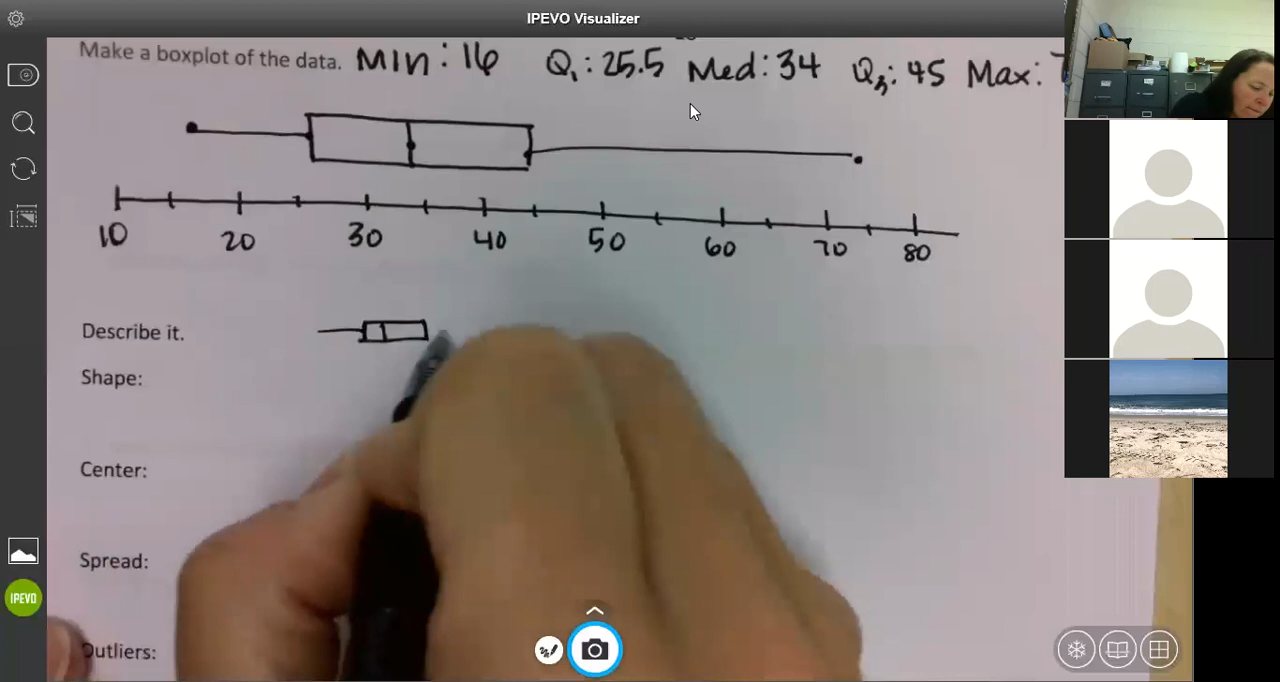 IPEVO Visualizer
Make a boxplot of the data. Min: 16 Q₁: 25.5 Med: 34 Q₃: 45 Max:
10 20 30 40 50 60 70 80
Describe it.
Shape:
Center:
Spread:
Outliers:
IPEVO